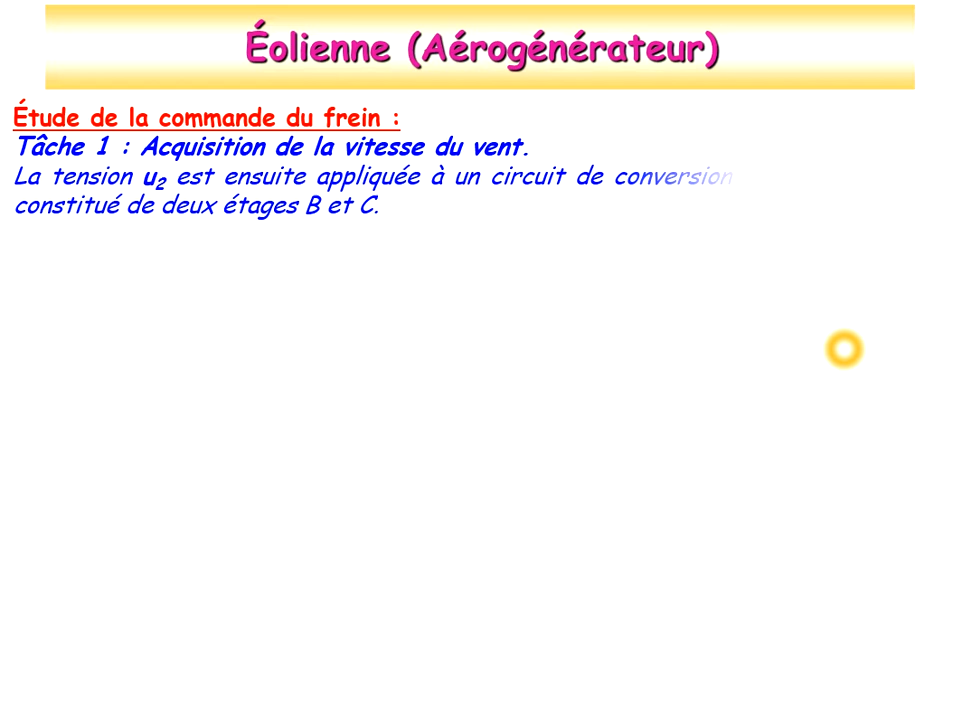 Éolienne (Aérogénérateur)
Étude de la commande du frein :
Tâche 1 : Acquisition de la vitesse du vent.
La tension u2 est ensuite appliquée à un circuit de conversion
constitué de deux étages B et C.